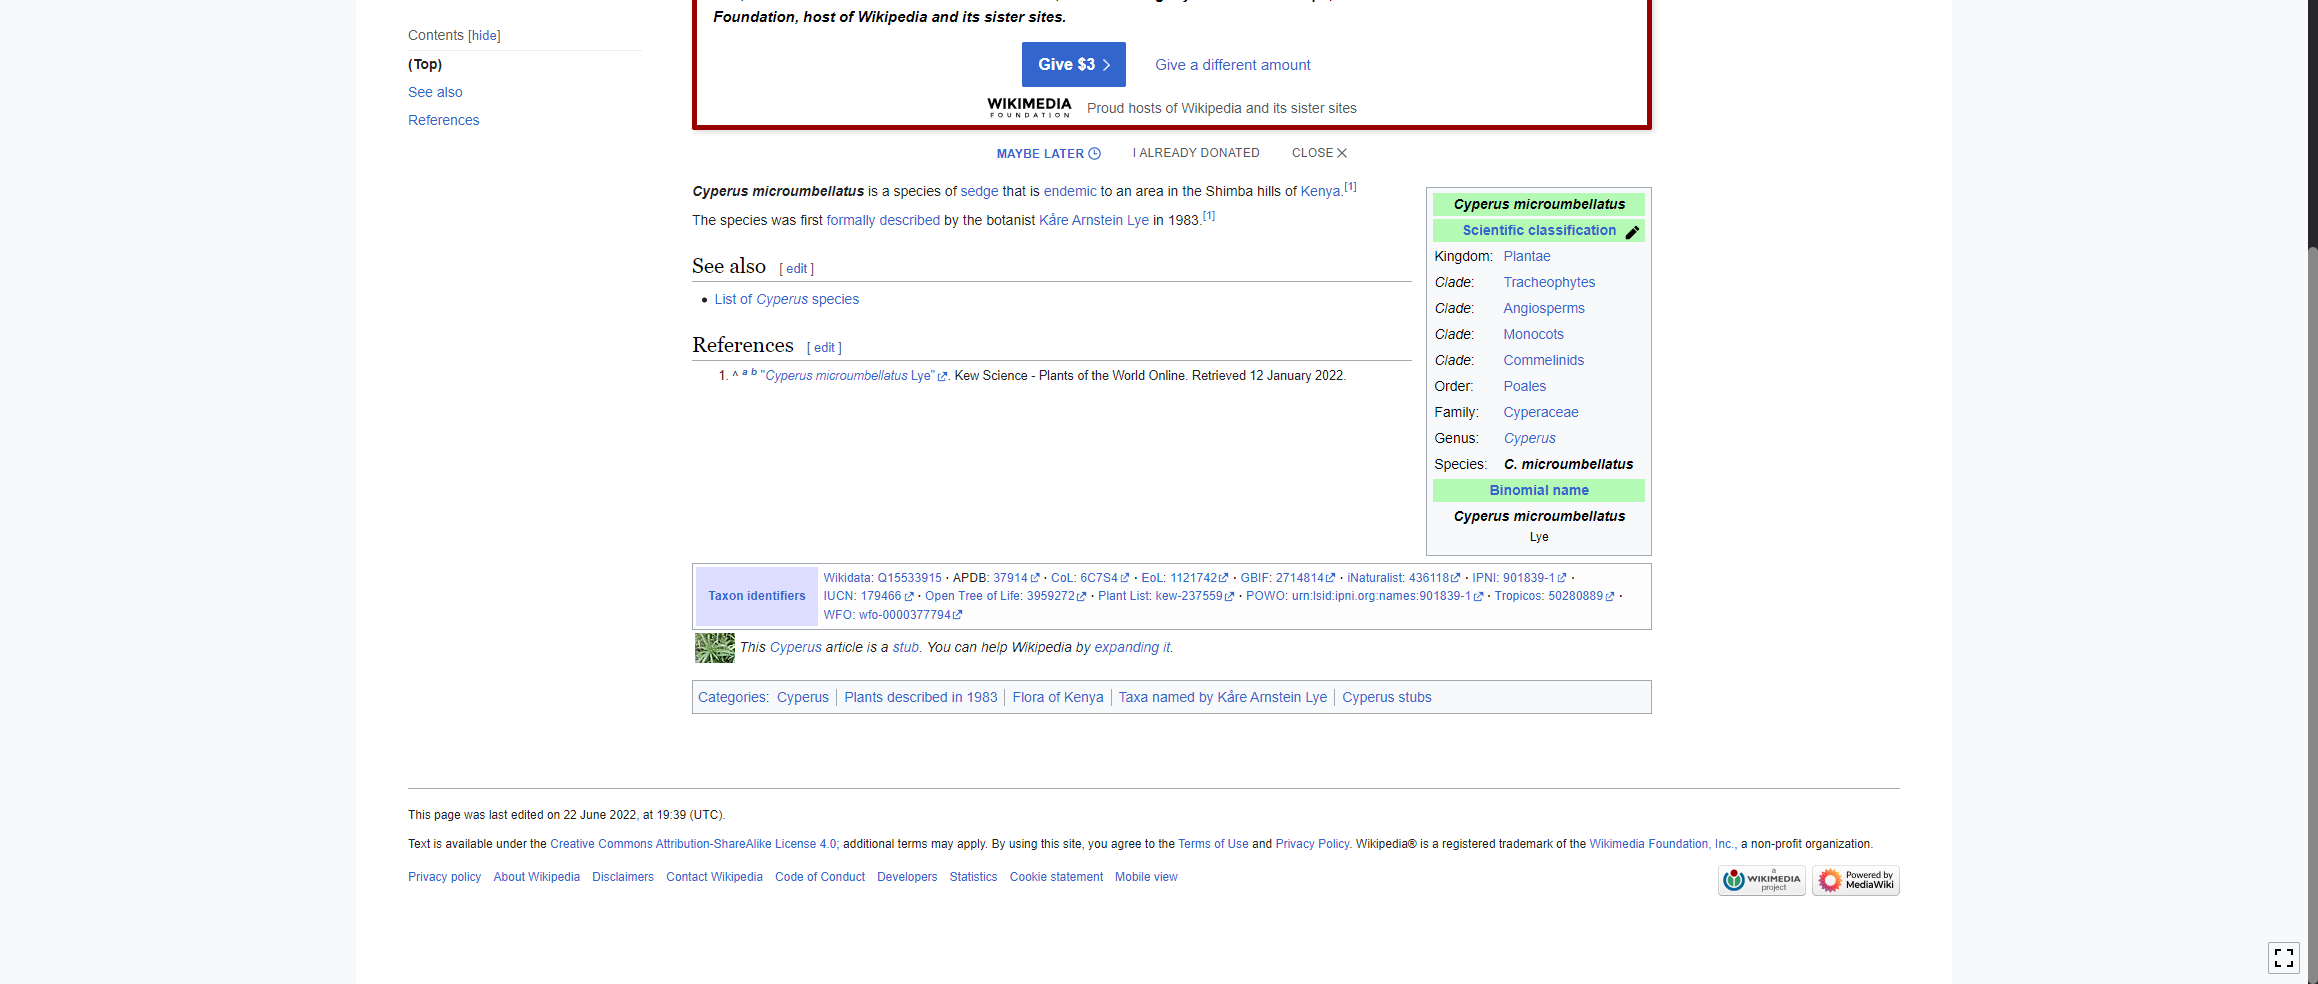 Foundation, host of Wikipedia and its sister sites.
Give $3
Give a different amount
WIKIMEDIA
FOUNDATION
Proud hosts of Wikipedia and its sister sites
MAYBE LATER
I ALREADY DONATED
CLOSE
Contents [hide]
(Top)
See also
References
Cyperus microumbellatus is a species of sedge that is endemic to an area in the Shimba hills of Kenya.[1]
The species was first formally described by the botanist Kåre Arnstein Lye in 1983.[1]
See also [ edit ]
• List of Cyperus species
References [ edit ]
1. ^ a b "Cyperus microumbellatus Lye". Kew Science - Plants of the World Online. Retrieved 12 January 2022.
Cyperus microumbellatus
Scientific classification
Kingdom: Plantae
Clade: Tracheophytes
Clade: Angiosperms
Clade: Monocots
Clade: Commelinids
Order: Poales
Family: Cyperaceae
Genus: Cyperus
Species: C. microumbellatus
Binomial name
Cyperus microumbellatus
Lye
Taxon identifiers
Wikidata: Q15533915 · APDB: 37914 · CoL: 6C7S4 · EoL: 1121742 · GBIF: 2714814 · iNaturalist: 436118 · IPNI: 901839-1 ·
IUCN: 179466 · Open Tree of Life: 3959272 · Plant List: kew-237559 · POWO: urn:lsid:ipni.org:names:901839-1 · Tropicos: 50280889 ·
WFO: wfo-0000377794
This Cyperus article is a stub. You can help Wikipedia by expanding it.
Categories: Cyperus | Plants described in 1983 | Flora of Kenya | Taxa named by Kåre Arnstein Lye | Cyperus stubs
This page was last edited on 22 June 2022, at 19:39 (UTC).
Text is available under the Creative Commons Attribution-ShareAlike License 4.0; additional terms may apply. By using this site, you agree to the Terms of Use and Privacy Policy. Wikipedia® is a registered trademark of the Wikimedia Foundation, Inc., a non-profit organization.
Privacy policy About Wikipedia Disclaimers Contact Wikipedia Code of Conduct Developers Statistics Cookie statement Mobile view
a
WIKIMEDIA
project
Powered by
MediaWiki